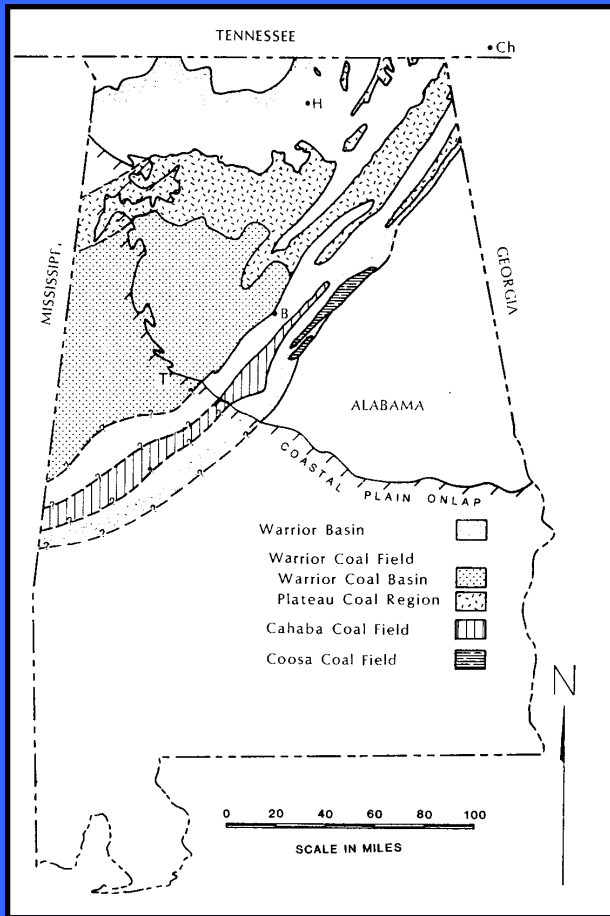 TENNESSEE
Ch
H
MISSISSIPPI
GEORGIA
B
T
ALABAMA
COASTAL PLAIN ONLAP
Warrior Basin
Warrior Coal Field
Warrior Coal Basin
Plateau Coal Region
Cahaba Coal Field
Coosa Coal Field
N
0 20 40 60 80 100
SCALE IN MILES